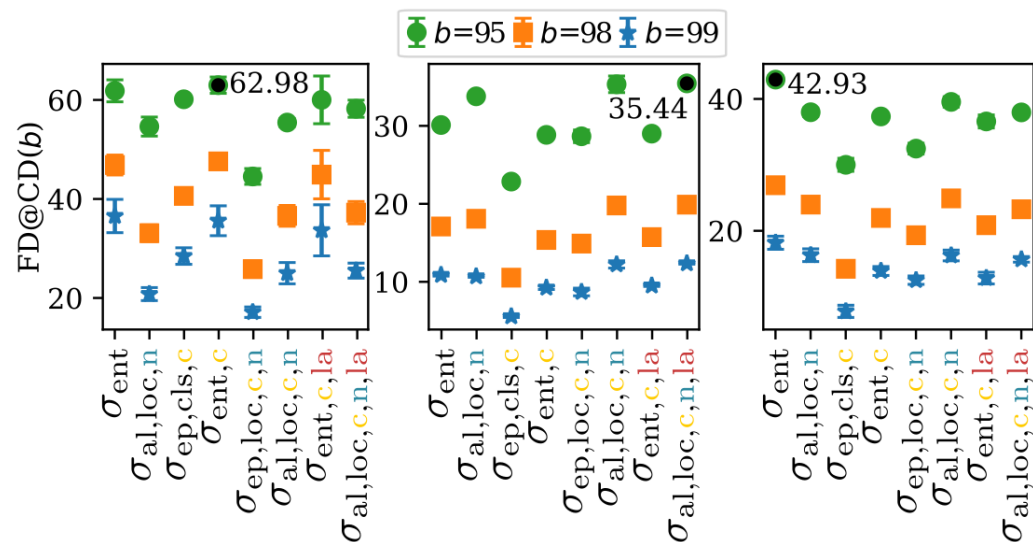 b=95 b=98 b=99
FD@CD(b)
60
40
20
62.98
30
20
10
35.44
40
20
42.93
σent
σal,loc,n
σep,cls,c
σent,c
σep,loc,c,n
σal,loc,c,n
σent,c,la
σal,loc,c,n,la
σent
σal,loc,n
σep,cls,c
σent,c
σep,loc,c,n
σal,loc,c,n
σent,c,la
σal,loc,c,n,la
σent
σal,loc,n
σep,cls,c
σent,c
σep,loc,c,n
σal,loc,c,n
σent,c,la
σal,loc,c,n,la